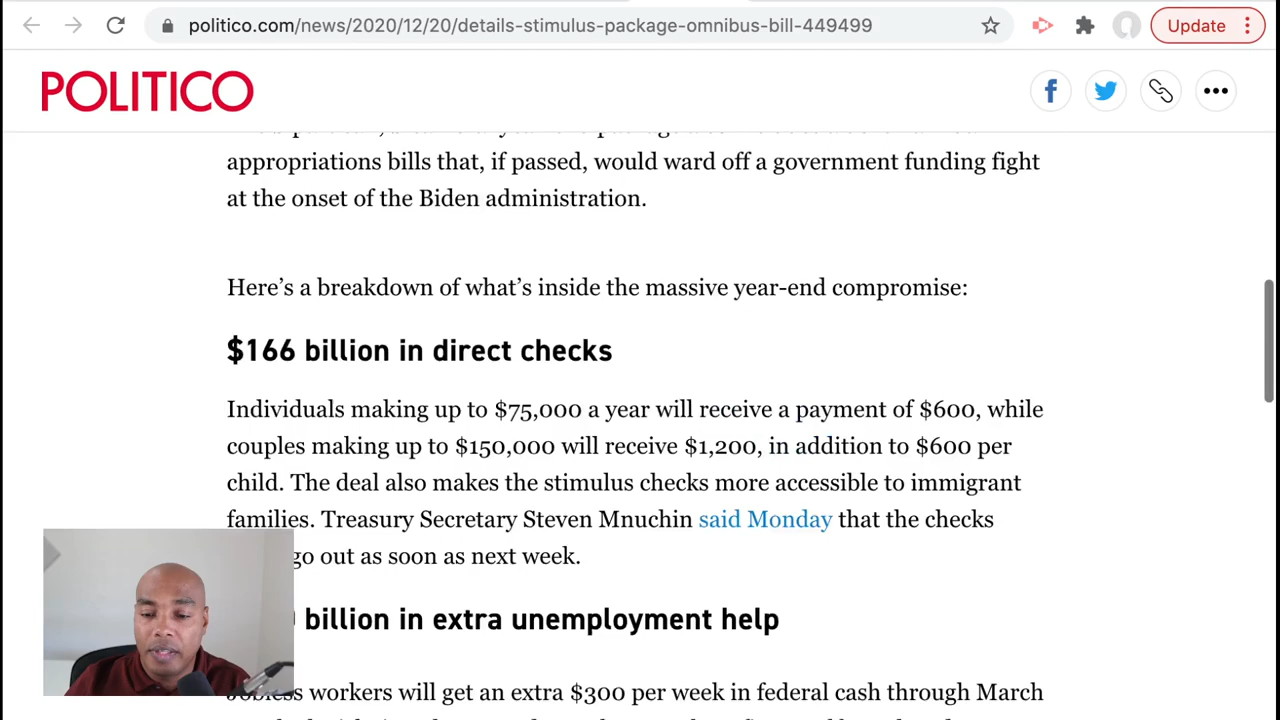 politico.com/news/2020/12/20/details-stimulus-package-omnibus-bill-449499
Update
POLITICO
appropriations bills that, if passed, would ward off a government funding fight
at the onset of the Biden administration.
Here’s a breakdown of what’s inside the massive year-end compromise:
$166 billion in direct checks
Individuals making up to $75,000 a year will receive a payment of $600, while
couples making up to $150,000 will receive $1,200, in addition to $600 per
child. The deal also makes the stimulus checks more accessible to immigrant
families. Treasury Secretary Steven Mnuchin said Monday that the checks
go out as soon as next week.
billion in extra unemployment help
Jobless workers will get an extra $300 per week in federal cash through March